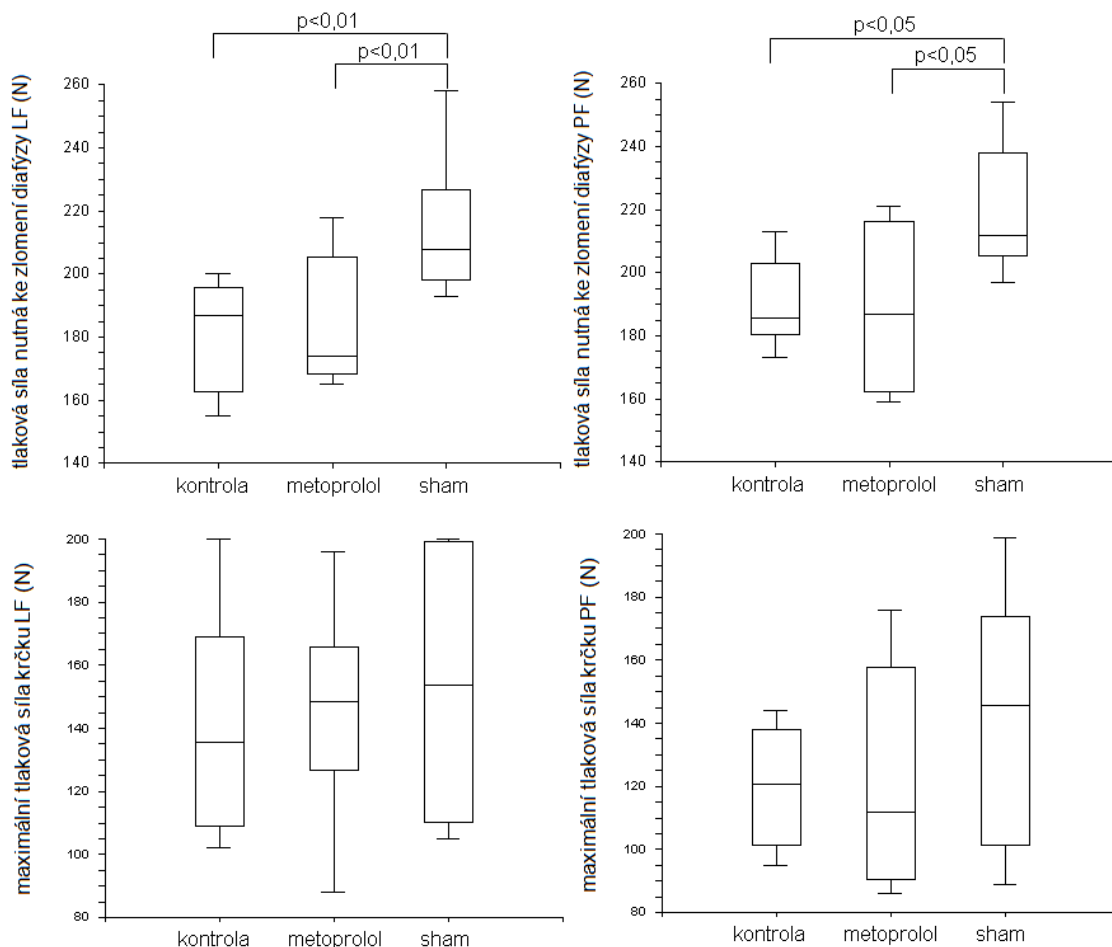 p<0,01
p<0,01
tlaková síla nutná ke zlomení diafýzy LF (N)
260
240
220
200
180
160
140
kontrola metoprolol sham
p<0,05
p<0,05
tlaková síla nutná ke zlomení diafýzy PF (N)
260
240
220
200
180
160
140
kontrola metoprolol sham
maximální tlaková síla krčku LF (N)
200
180
160
140
120
100
80
kontrola metoprolol sham
maximální tlaková síla krčku PF (N)
200
180
160
140
120
100
80
kontrola metoprolol sham